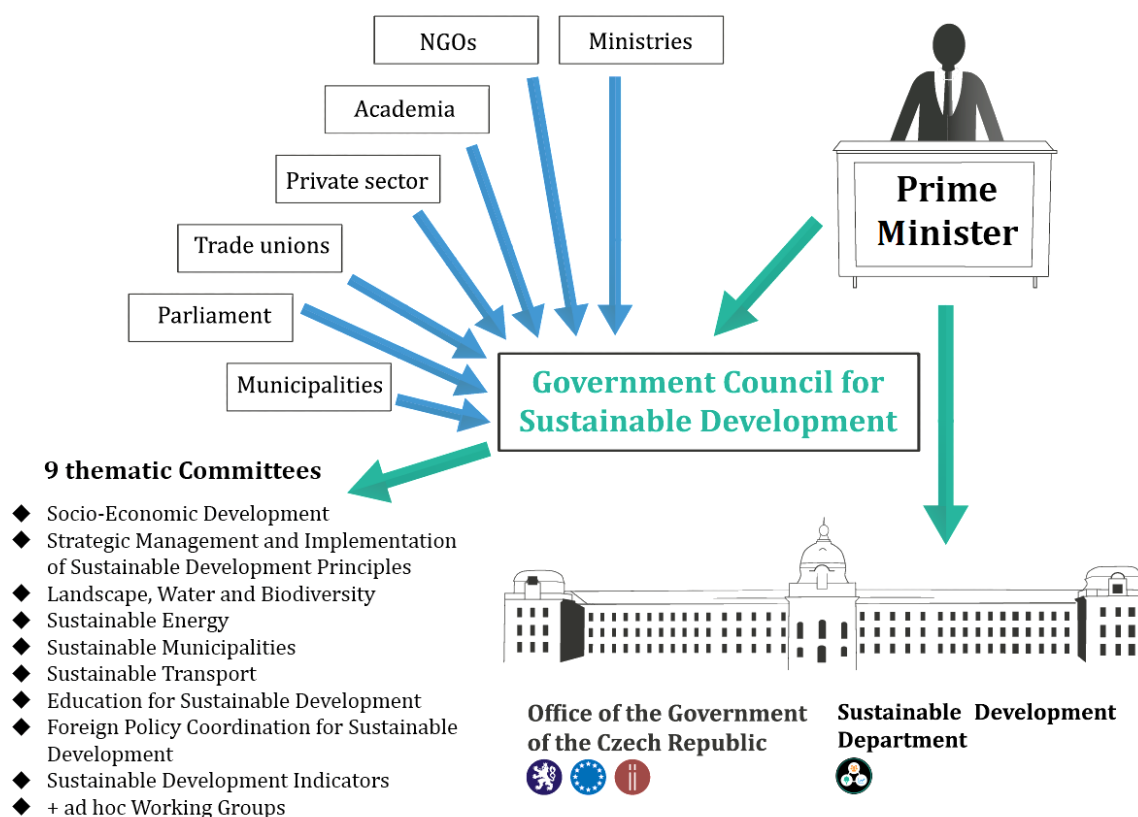 NGOs
Ministries
Academia
Private sector
Trade unions
Parliament
Municipalities
Prime
Minister
Government Council for
Sustainable Development
9 thematic Committees
◆ Socio-Economic Development
◆ Strategic Management and Implementation
of Sustainable Development Principles
◆ Landscape, Water and Biodiversity
◆ Sustainable Energy
◆ Sustainable Municipalities
◆ Sustainable Transport
◆ Education for Sustainable Development
◆ Foreign Policy Coordination for Sustainable
Development
◆ Sustainable Development Indicators
◆ + ad hoc Working Groups
Office of the Government
of the Czech Republic
Sustainable Development
Department